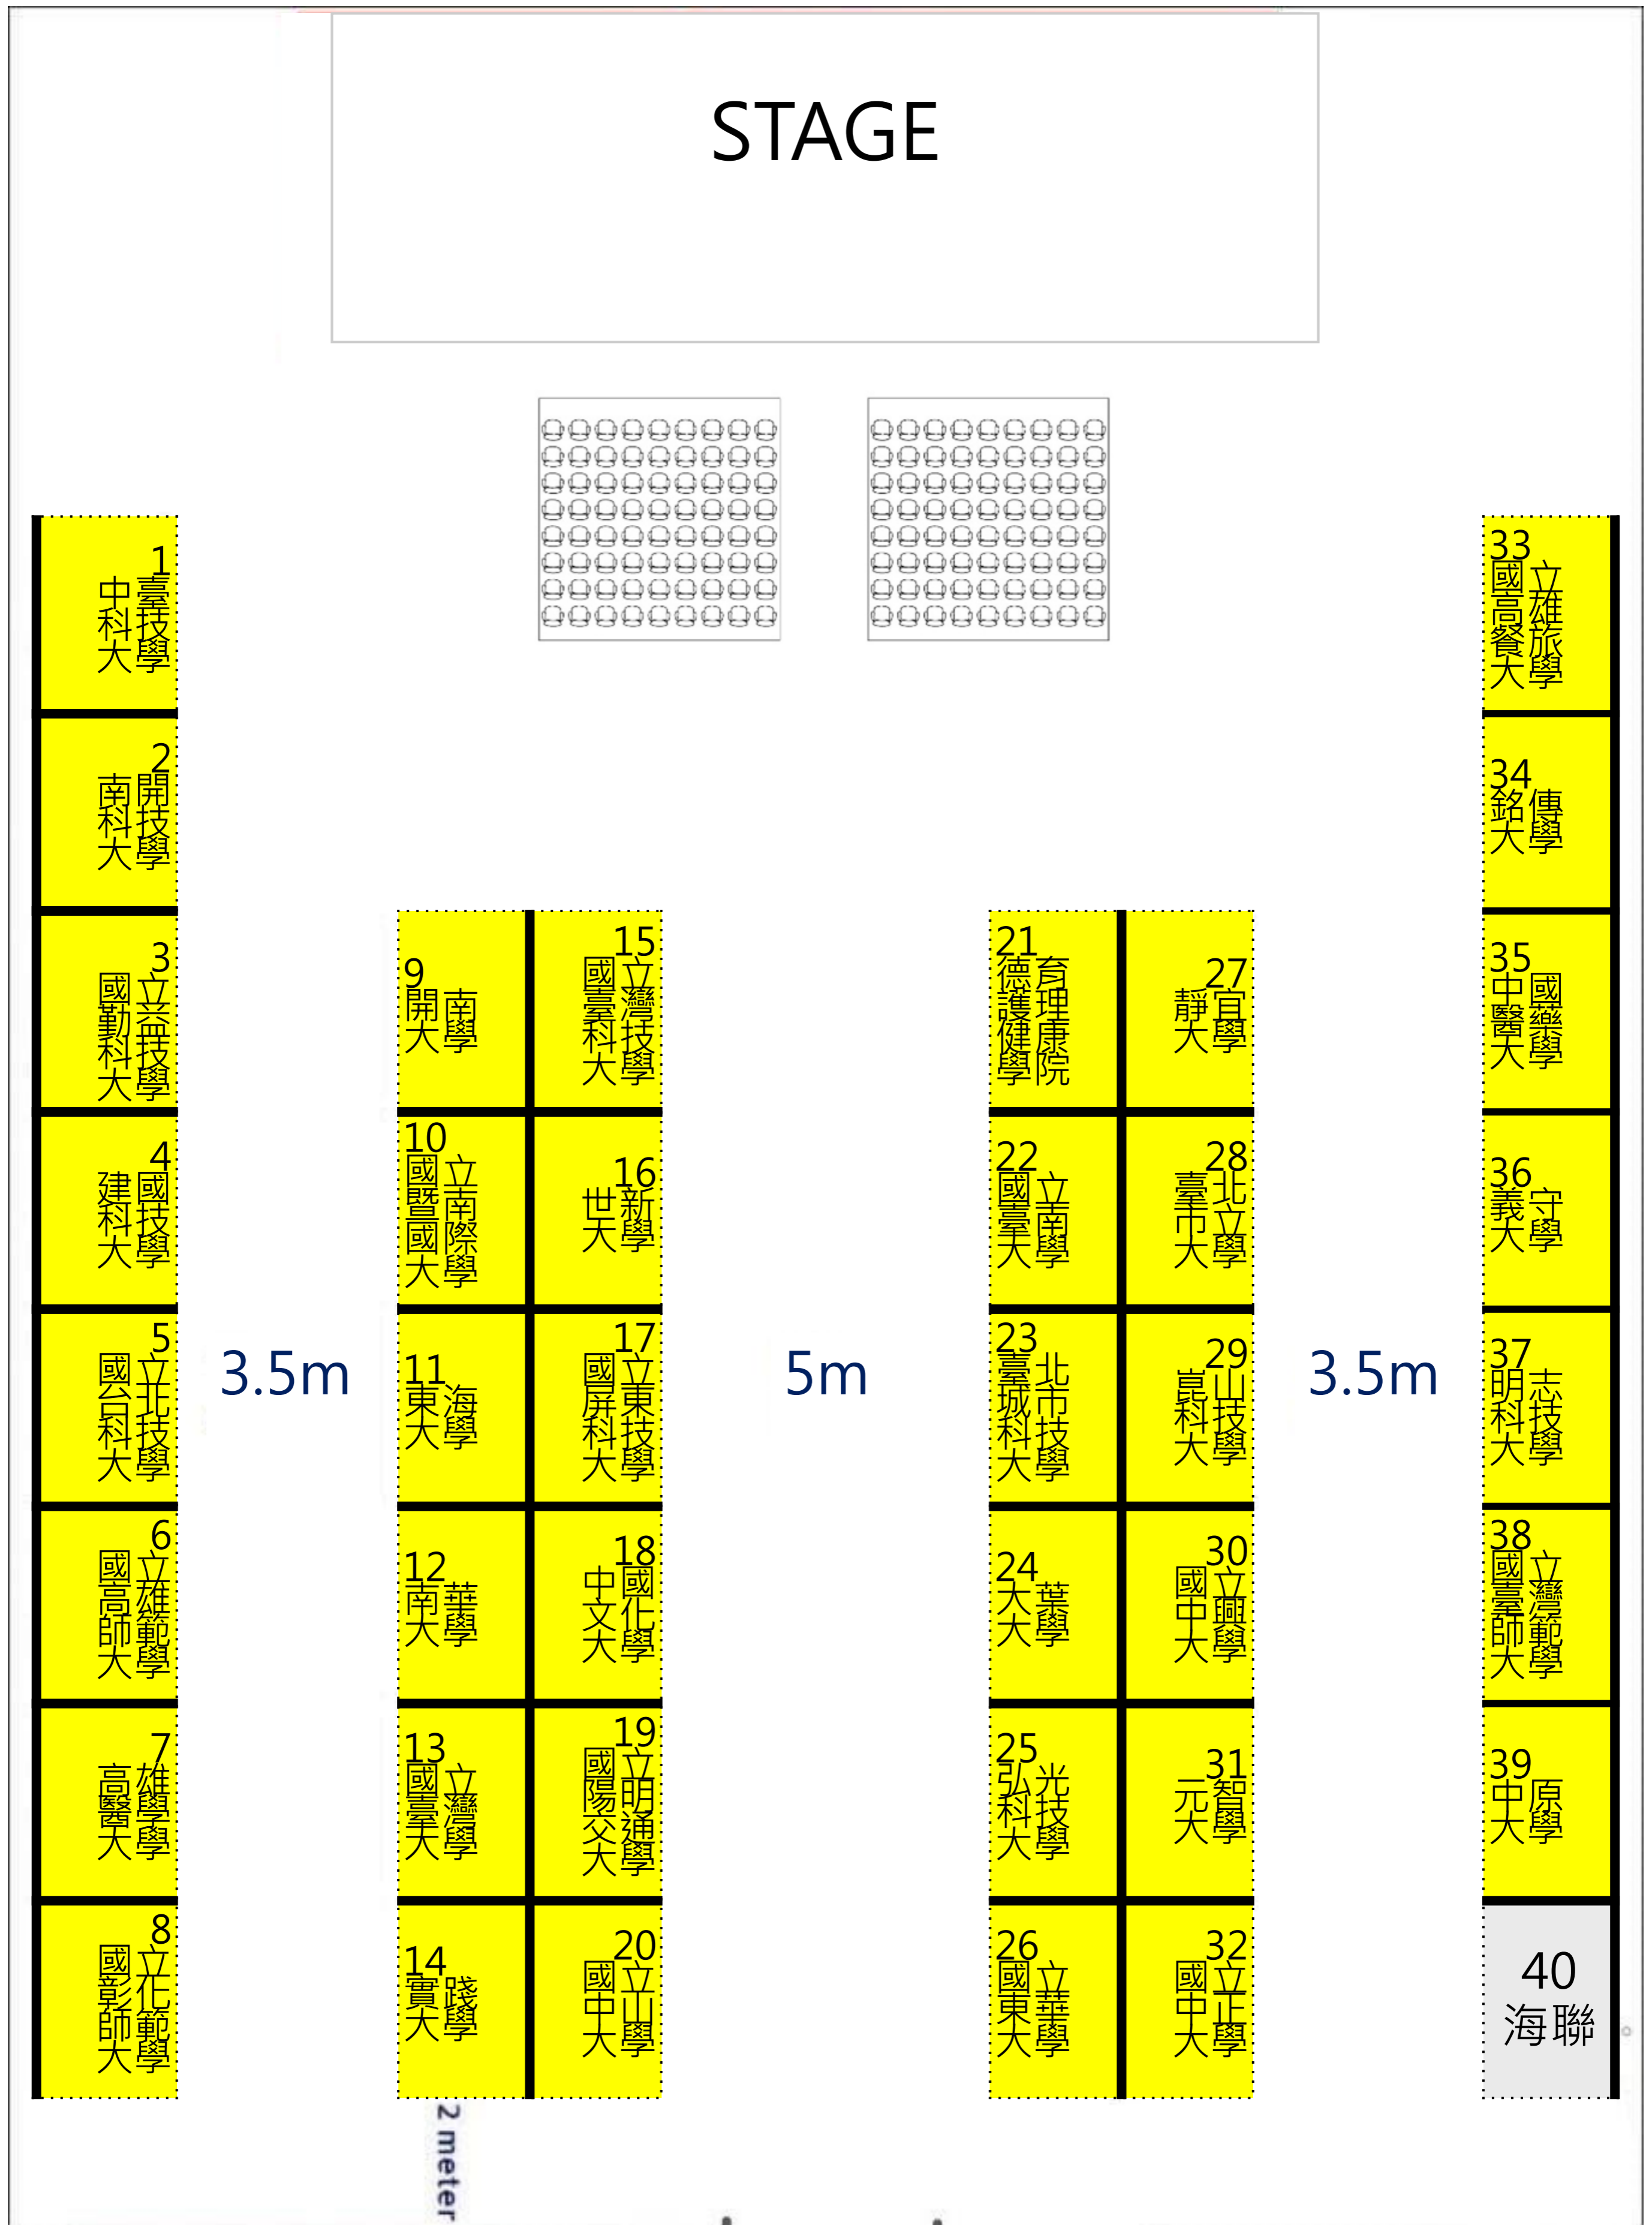 STAGE
1
中臺
科技
大學
2
南開
科技
大學
3
國立
勤益
科技
大學
4
建國
科技
大學
5
國立
台北
科技
大學
6
國立
高雄
師範
大學
7
高雄
醫學
大學
8
國立
彰化
師範
大學
3.5m
9
開南
大學
10
國立
暨南
國際
大學
11
東海
大學
12
南華
大學
13
國立
臺灣
大學
14
實踐
大學
15
國立
臺灣
科技
大學
16
世新
大學
17
國立
屏東
科技
大學
18
中國
文化
大學
19
國立
陽明
交通
大學
20
國立
中山
大學
5m
21
德育
護理
健康
學院
22
國立
臺南
大學
23
臺北
城市
科技
大學
24
大葉
大學
25
弘光
科技
大學
26
國立
東華
大學
27
靜宜
大學
28
臺北
市立
大學
29
崑山
科技
大學
30
國立
中興
大學
31
元智
大學
32
國立
中正
大學
3.5m
33
國立
高雄
餐旅
大學
34
銘傳
大學
35
中國
醫藥
大學
36
義守
大學
37
明志
科技
大學
38
國立
臺灣
師範
大學
39
中原
大學
40
海聯
2 meter